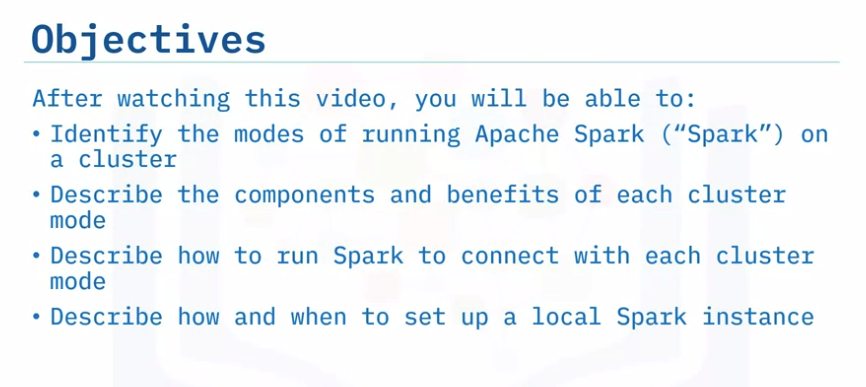 Objectives
After watching this video, you will be able to:
• Identify the modes of running Apache Spark (“Spark”) on
a cluster
• Describe the components and benefits of each cluster
mode
• Describe how to run Spark to connect with each cluster
mode
• Describe how and when to set up a local Spark instance